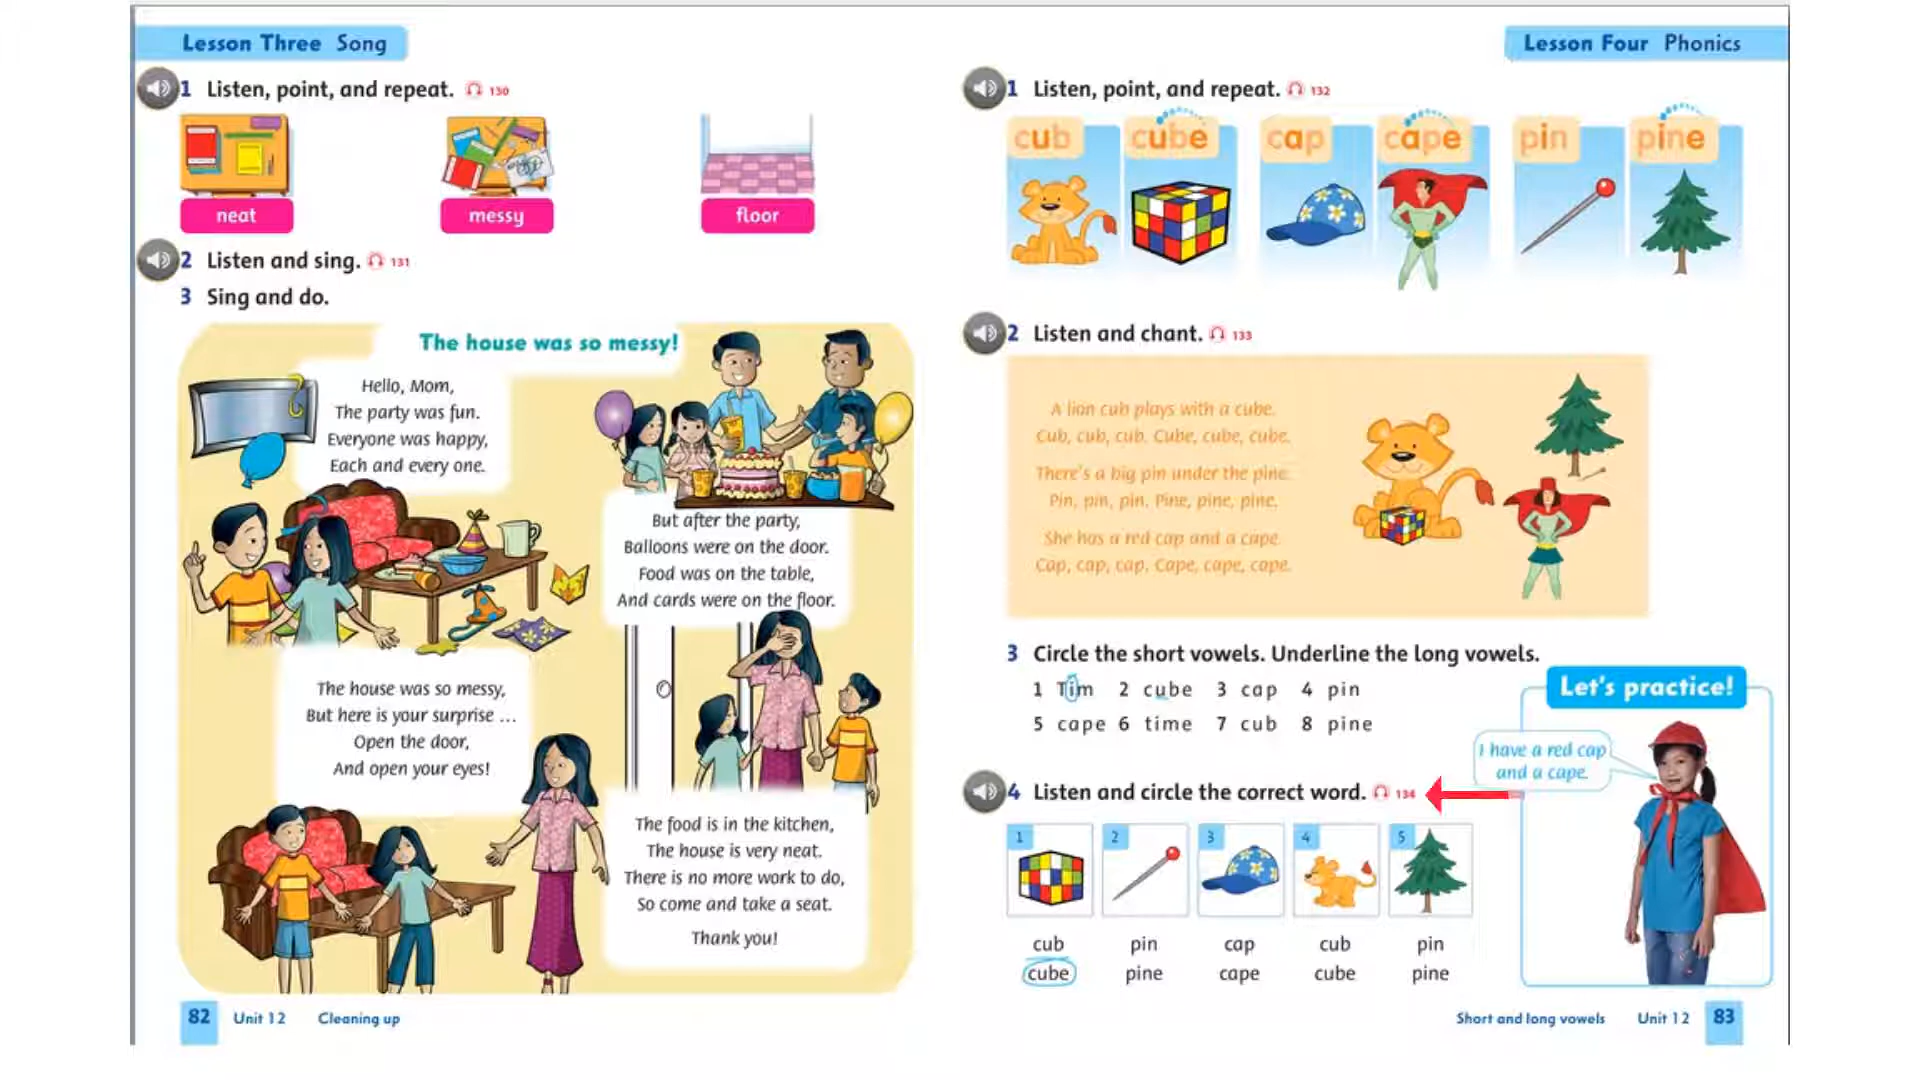 Lesson Three Song
1 Listen, point, and repeat. 130
neat
messy
floor
2 Listen and sing. 131
3 Sing and do.
The house was so messy!
Hello, Mom,
The party was fun.
Everyone was happy,
Each and every one.
But after the party,
Balloons were on the door.
Food was on the table,
And cards were on the floor.
The house was so messy,
But here is your surprise ...
Open the door,
And open your eyes!
The food is in the kitchen,
The house is very neat.
There is no more work to do,
So come and take a seat.
Thank you!
82 Unit 12 Cleaning up
Lesson Four Phonics
1 Listen, point, and repeat. 132
cub cube cap cape pin pine
2 Listen and chant. 133
A lion cub plays with a cube.
Cub, cub, cub. Cube, cube, cube.
There's a big pin under the pine.
Pin, pin, pin. Pine, pine, pine.
She has a red cap and a cape.
Cap, cap, cap. Cape, cape, cape.
3 Circle the short vowels. Underline the long vowels.
1 Tim 2 cube 3 cap 4 pin
5 cape 6 time 7 cub 8 pine
Let's practice!
I have a red cap
and a cape.
4 Listen and circle the correct word. 134
1 2 3 4 5
cub pin cap cub pin
cube pine cape cube pine
Short and long vowels Unit 12 83